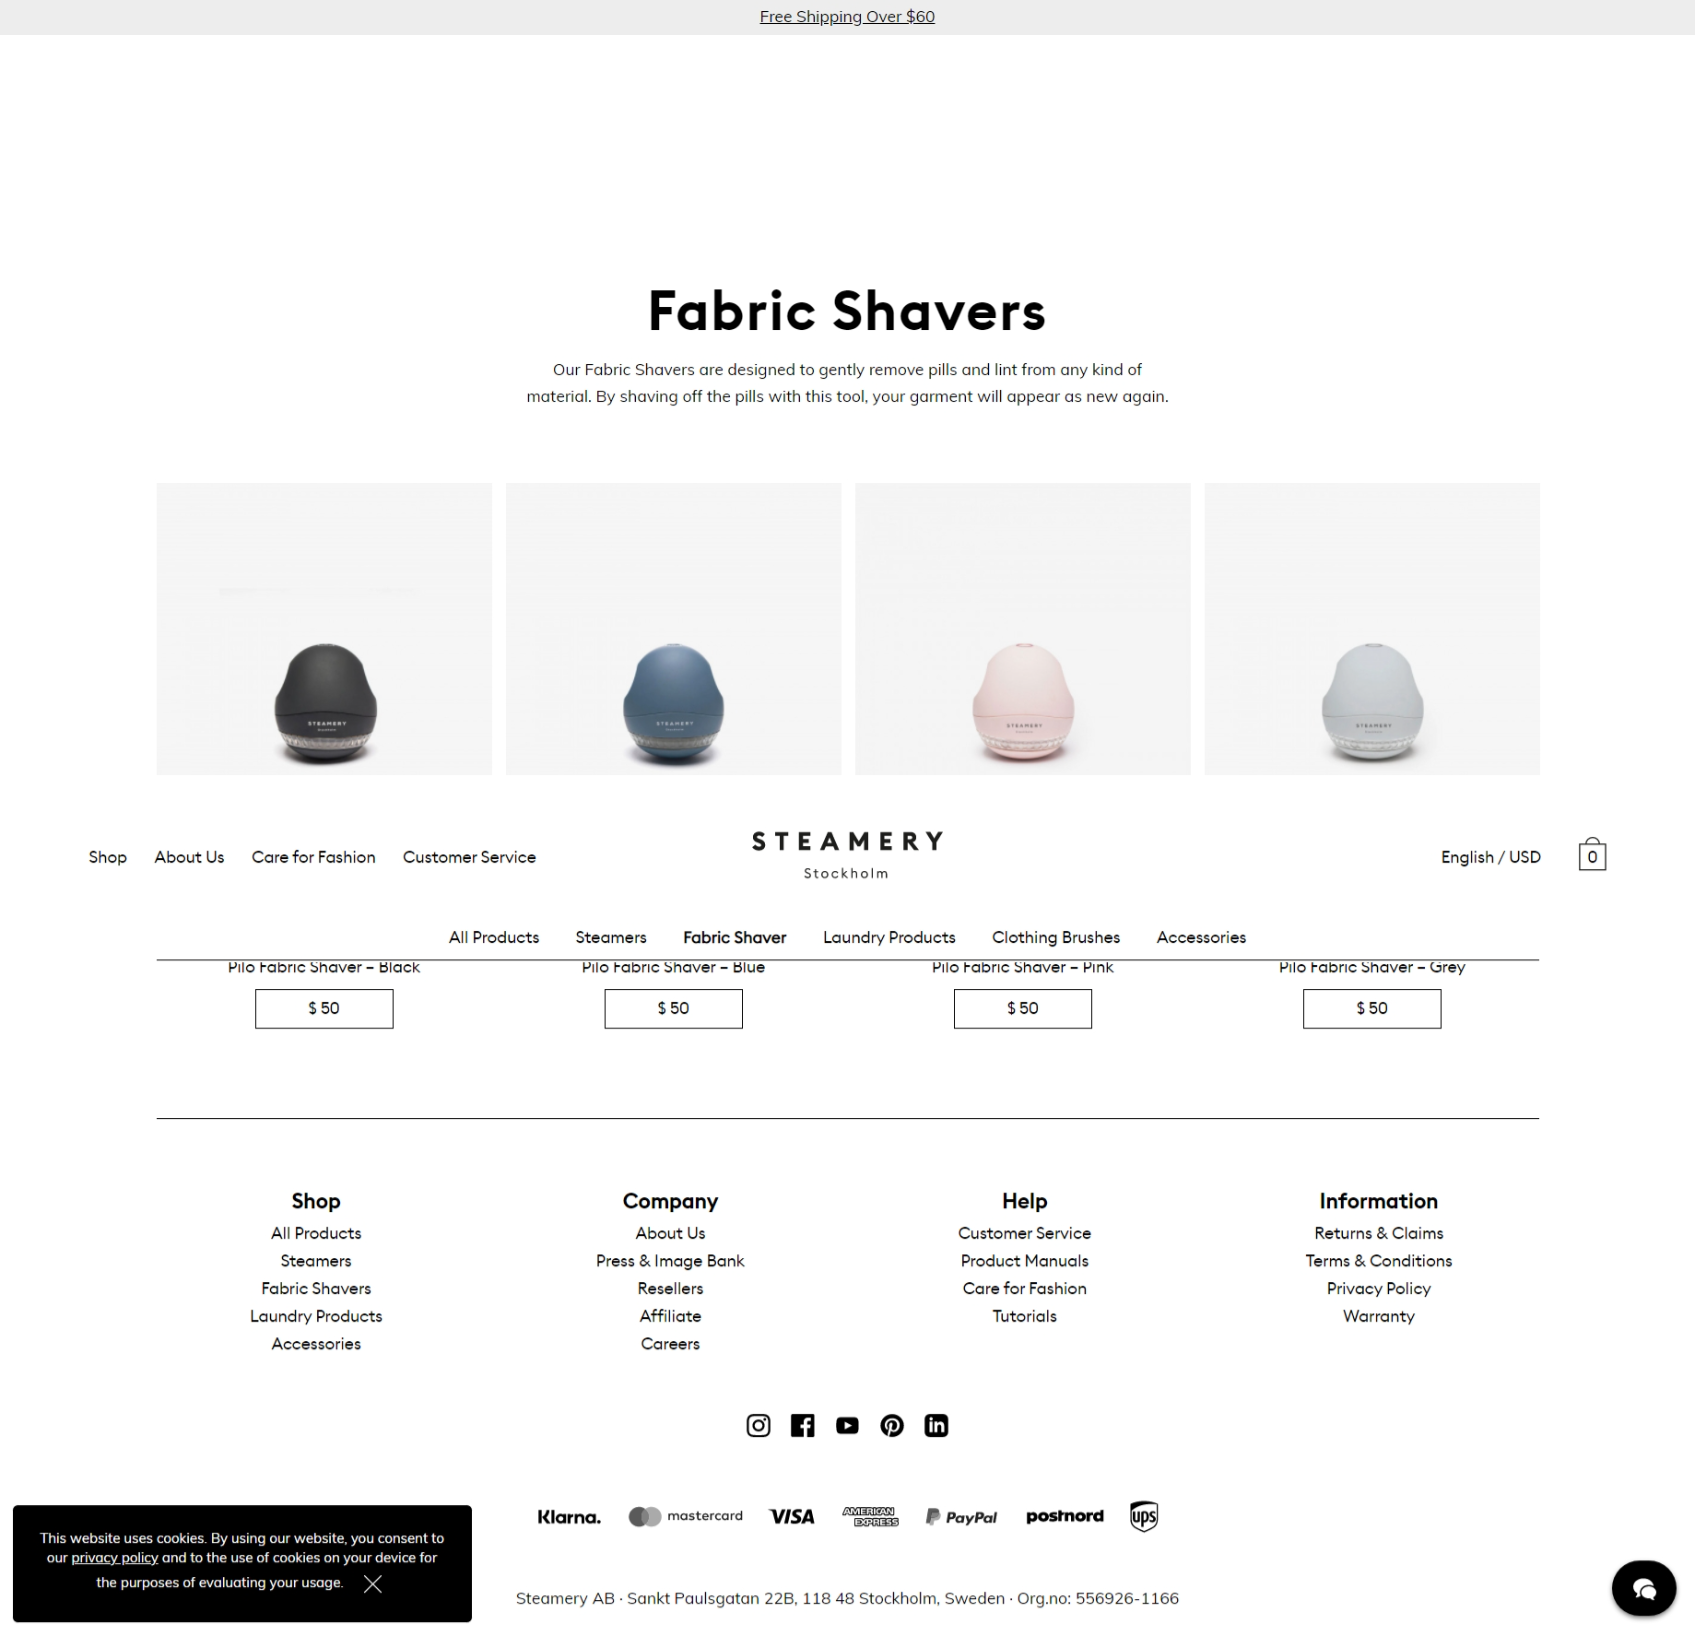 Free Shipping Over $60
Fabric Shavers
Our Fabric Shavers are designed to gently remove pills and lint from any kind of
material. By shaving off the pills with this tool, your garment will appear as new again.
STEAMERY
STEAMERY
STEAMERY
STEAMERY
Shop
About Us
Care for Fashion
Customer Service
STEAMERY
Stockholm
English / USD
0
All Products
Steamers
Fabric Shaver
Laundry Products
Clothing Brushes
Accessories
Pilo Fabric Shaver – Black
Pilo Fabric Shaver – Blue
Pilo Fabric Shaver – Pink
Pilo Fabric Shaver – Grey
$ 50
$ 50
$ 50
$ 50
Shop
All Products
Steamers
Fabric Shavers
Laundry Products
Accessories
Company
About Us
Press & Image Bank
Resellers
Affiliate
Careers
Help
Customer Service
Product Manuals
Care for Fashion
Tutorials
Information
Returns & Claims
Terms & Conditions
Privacy Policy
Warranty
Klarna.
mastercard
VISA
AMERICAN
EXPRESS
PayPal
postnord
ups
This website uses cookies. By using our website, you consent to
our privacy policy and to the use of cookies on your device for
the purposes of evaluating your usage.
Steamery AB · Sankt Paulsgatan 22B, 118 48 Stockholm, Sweden · Org.no: 556926-1166